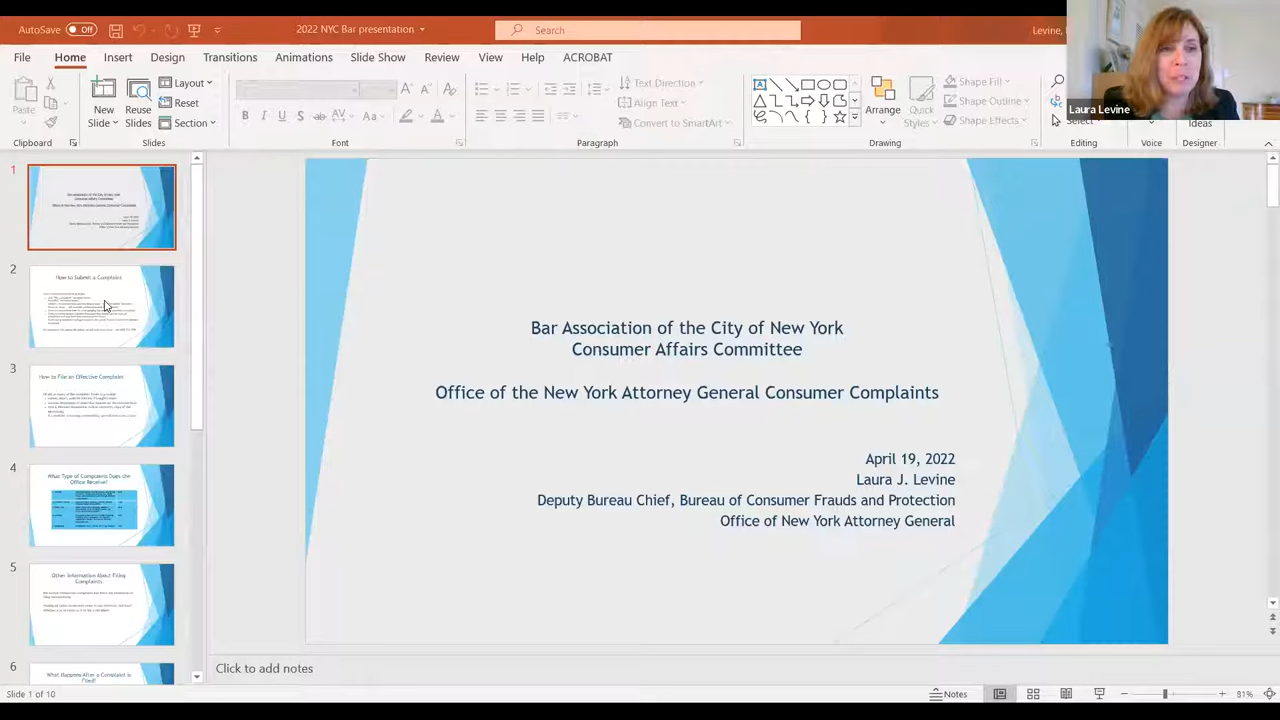 AutoSave Off
2022 NYC Bar presentation
Search
Levine,
File Home Insert Transitions Animations Slide Show Review View Help ACROBAT
Design
Laura Levine
Paste
New
Slide
Reuse
Slides
Layout
Reset
Section
Text Direction
Align Text
Convert to SmartArt
Arrange
Quick
Styles
Shape Fill
Shape Outline
Shape Effects
Select
Ideas
Clipboard Slides Font Paragraph Drawing Editing Voice Designer
1
2
How to Submit a Complaint
3
How to File an Effective Complaint
4
What Type of Complaints Does the
Office Receive?
5
Other Information About Filing
Complaints
6
What Happens After a Complaint is
Filed?
Bar Association of the City of New York
Consumer Affairs Committee
Office of the New York Attorney General Consumer Complaints
April 19, 2022
Laura J. Levine
Deputy Bureau Chief, Bureau of Consumer Frauds and Protection
Office of New York Attorney General
Click to add notes
Slide 1 of 10
Notes
81%